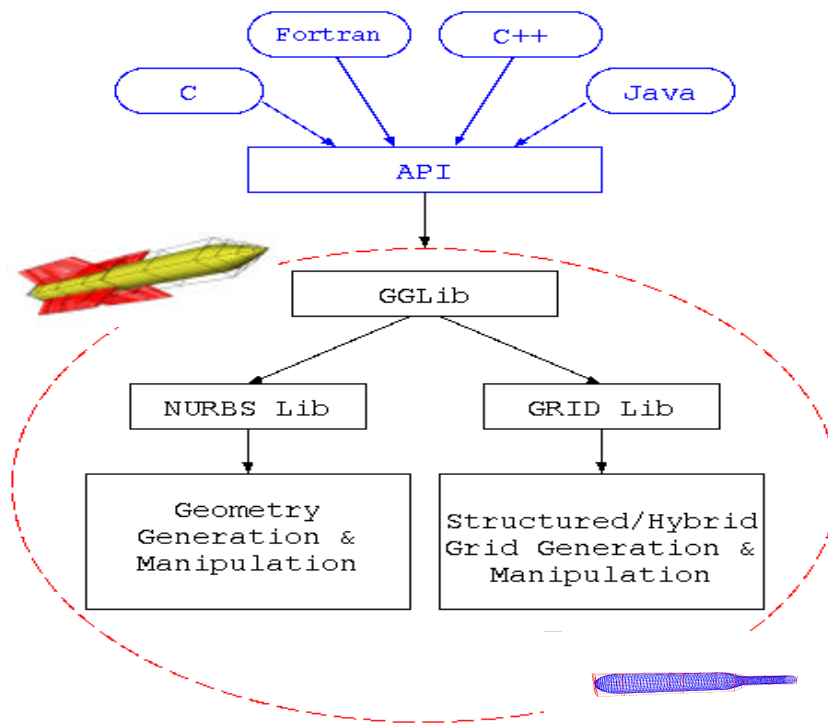 Fortran
C++
C
Java
API
GGLib
NURBS Lib
GRID Lib
Geometry
Generation &
Manipulation
Structured/Hybrid
Grid Generation &
Manipulation